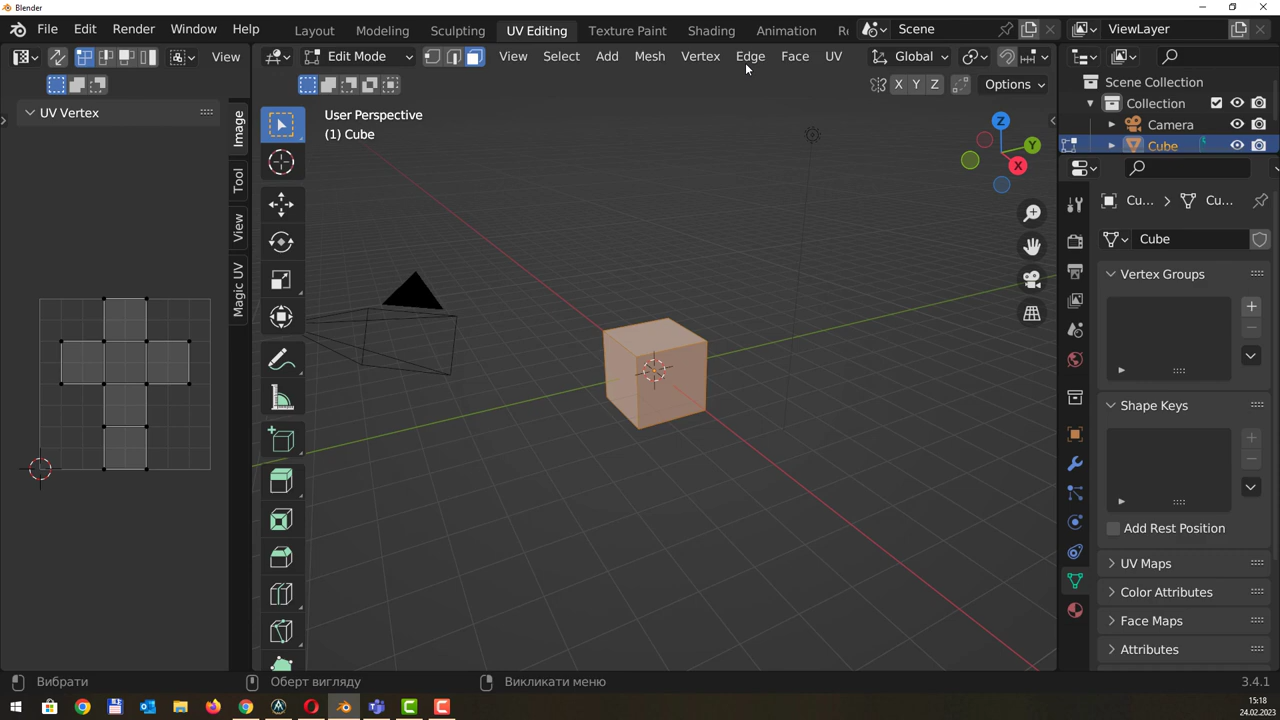 Blender
File Edit Render Window Help Layout Modeling Sculpting UV Editing Texture Paint Shading Animation Re Scene ViewLayer
View Edit Mode View Select Add Mesh Vertex Edge Face UV Global
X Y Z Options
Scene Collection
Collection
Camera
Cube
UV Vertex
Image
Tool
View
Magic UV
User Perspective
(1) Cube
Z
Y
X
Cu... Cu...
Cube
Vertex Groups
Shape Keys
Add Rest Position
UV Maps
Color Attributes
Face Maps
Attributes
Вибрати Оберт вигляду Викликати меню 3.4.1
15:18
24.02.2023